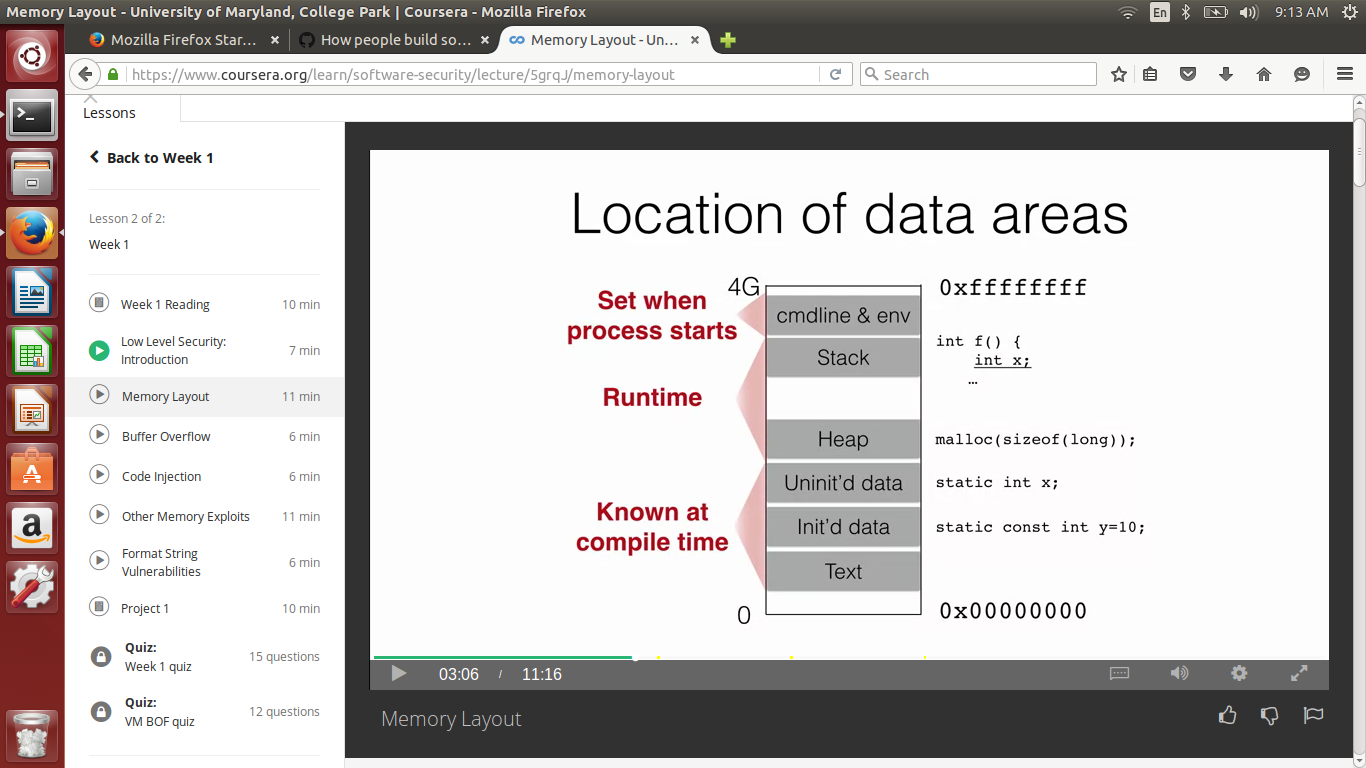 Memory Layout - University of Maryland, College Park | Coursera - Mozilla Firefox
En
9:13 AM
Mozilla Firefox Star... ×
How people build so... ×
Memory Layout - Un... ×
https://www.coursera.org/learn/software-security/lecture/5grqJ/memory-layout
Search
Lessons
Back to Week 1
Lesson 2 of 2:
Week 1
Week 1 Reading 10 min
Low Level Security: Introduction 7 min
Memory Layout 11 min
Buffer Overflow 6 min
Code Injection 6 min
Other Memory Exploits 11 min
Format String Vulnerabilities 6 min
Project 1 10 min
Quiz:
Week 1 quiz 15 questions
Quiz:
VM BOF quiz 12 questions
Location of data areas
4G 0xffffffff
Set when
process starts
cmdline & env
Stack
int f() {
int x;
…
Runtime
Heap malloc(sizeof(long));
Uninit'd data static int x;
Known at
compile time
Init'd data static const int y=10;
Text
0 0x00000000
03:06 / 11:16
Memory Layout